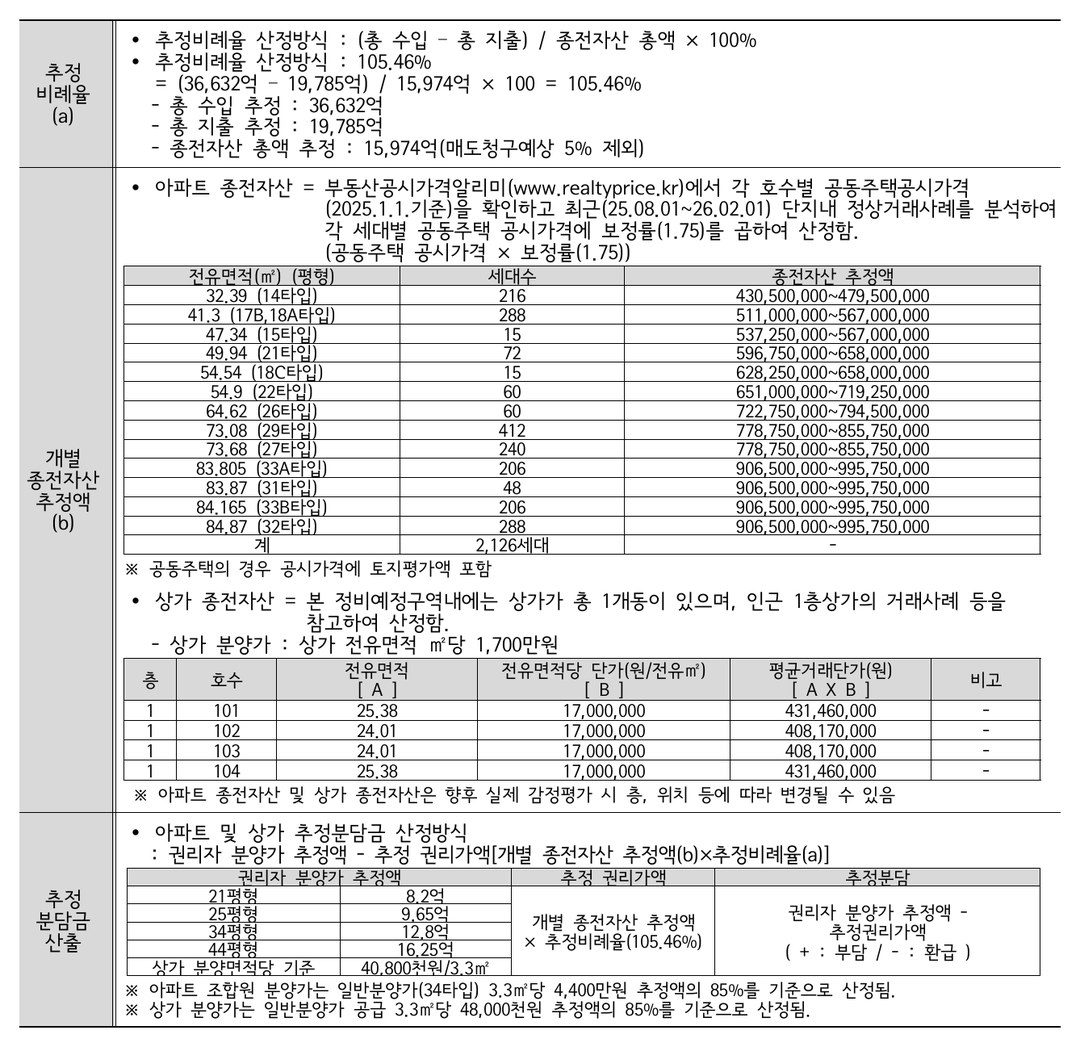 추정
비례율
(a)
• 추정비례율 산정방식 : (총 수입 - 총 지출) / 종전자산 총액 × 100%
• 추정비례율 산정방식 : 105.46%
= (36,632억 - 19,785억) / 15,974억 × 100 = 105.46%
- 총 수입 추정 : 36,632억
- 총 지출 추정 : 19,785억
- 종전자산 총액 추정 : 15,974억(매도청구예상 5% 제외)
개별
종전자산
추정액
(b)
• 아파트 종전자산 = 부동산공시가격알리미(www.realtyprice.kr)에서 각 호수별 공동주택공시가격
(2025.1.1.기준)을 확인하고 최근(25.08.01~26.02.01) 단지내 정상거래사례를 분석하여
각 세대별 공동주택 공시가격에 보정률(1.75)를 곱하여 산정함.
(공동주택 공시가격 × 보정률(1.75))
전유면적(㎡) (평형) 세대수 종전자산 추정액
32.39 (14타입) 216 430,500,000~479,500,000
41.3 (17B,18A타입) 288 511,000,000~567,000,000
47.34 (15타입) 15 537,250,000~567,000,000
49.94 (21타입) 72 596,750,000~658,000,000
54.54 (18C타입) 15 628,250,000~658,000,000
54.9 (22타입) 60 651,000,000~719,250,000
64.62 (26타입) 60 722,750,000~794,500,000
73.08 (29타입) 412 778,750,000~855,750,000
73.68 (27타입) 240 778,750,000~855,750,000
83.805 (33A타입) 206 906,500,000~995,750,000
83.87 (31타입) 48 906,500,000~995,750,000
84.165 (33B타입) 206 906,500,000~995,750,000
84.87 (32타입) 288 906,500,000~995,750,000
계 2,126세대 -
※ 공동주택의 경우 공시가격에 토지평가액 포함
• 상가 종전자산 = 본 정비예정구역내에는 상가가 총 1개동이 있으며, 인근 1층상가의 거래사례 등을
참고하여 산정함.
- 상가 분양가 : 상가 전유면적 ㎡당 1,700만원
층 호수 전유면적 [ A ] 전유면적당 단가(원/전유㎡) [ B ] 평균거래단가(원) [ A X B ] 비고
1 101 25.38 17,000,000 431,460,000 -
1 102 24.01 17,000,000 408,170,000 -
1 103 24.01 17,000,000 408,170,000 -
1 104 25.38 17,000,000 431,460,000 -
※ 아파트 종전자산 및 상가 종전자산은 향후 실제 감정평가 시 층, 위치 등에 따라 변경될 수 있음
추정
분담금
산출
• 아파트 및 상가 추정분담금 산정방식
: 권리자 분양가 추정액 - 추정 권리가액[개별 종전자산 추정액(b)×추정비례율(a)]
권리자 분양가 추정액 추정 권리가액 추정분담
21평형 8.2억
25평형 9.65억
34평형 12.8억
44평형 16.25억
상가 분양면적당 기준 40,800천원/3.3㎡
개별 종전자산 추정액
× 추정비례율(105.46%)
권리자 분양가 추정액 -
추정권리가액
( + : 부담 / - : 환급 )
※ 아파트 조합원 분양가는 일반분양가(34타입) 3.3㎡당 4,400만원 추정액의 85%를 기준으로 산정됨.
※ 상가 분양가는 일반분양가 공급 3.3㎡당 48,000천원 추정액의 85%를 기준으로 산정됨.